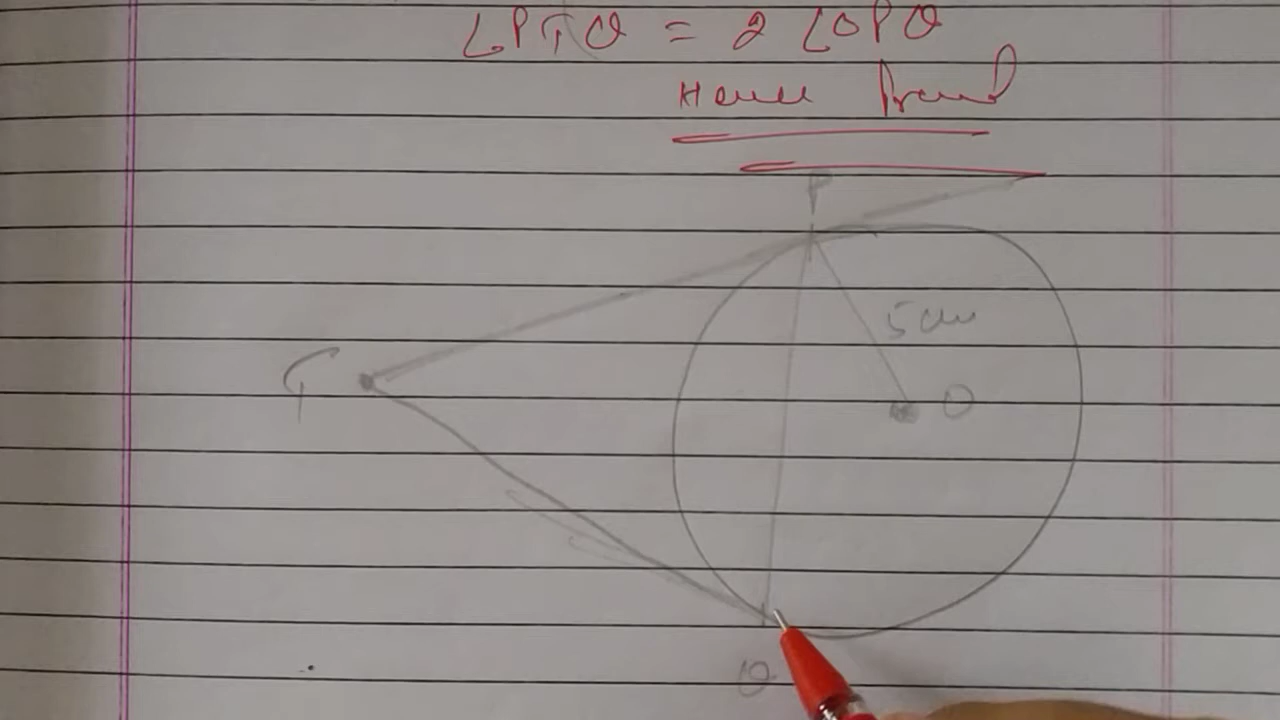 ∠PTQ = 2 ∠OPQ
Hence Proved
P
5cm
T
O
Q